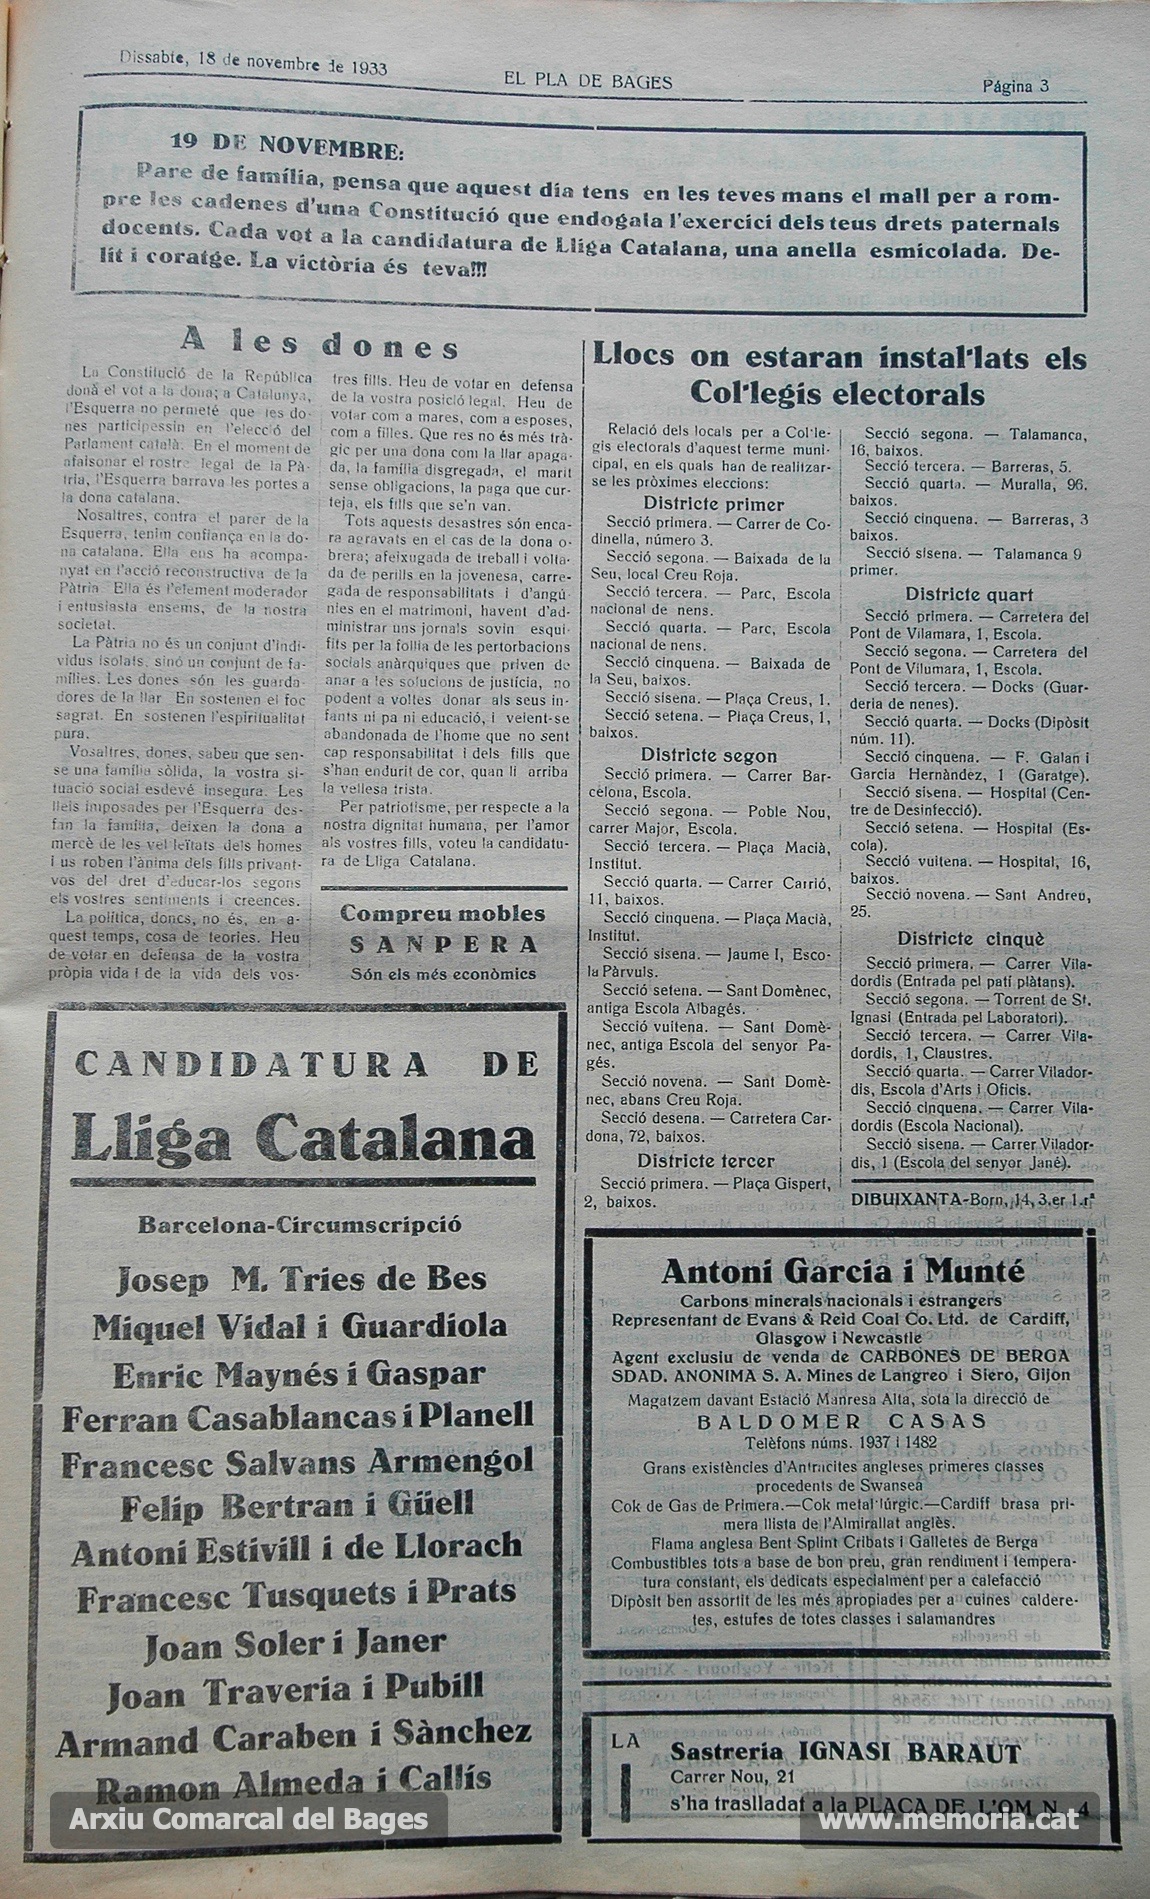 Dissabte, 18 de novembre de 1933
EL PLA DE BAGES
Página 3
19 DE NOVEMBRE:
Pare de família, pensa que aquest dia tens en les teves mans el mall per a rom-
pre les cadenes d'una Constitució que endogala l'exercici dels teus drets paternals
docents. Cada vot a la candidatura de Lliga Catalana, una anella esmicolada. De-
lit i coratge. La victòria és teva!!!
A les dones
La Constitució de la República
donà el vot a la dona; a Catalunya,
l'Esquerra no permeté que les do-
nes participessin en l'elecció del
Parlament català. En el moment de
afaisonar el rostre legal de la Pà-
tria, l'Esquerra barrava les portes a
la dona catalana.
Nosaltres, contra el parer de la
Esquerra, tenim confiança en la do-
na catalana. Ella ens ha acompa-
nyat en l'acció reconstructiva de la
Pàtria Ella és l'element moderador
i entusiasta ensems, de la nostra
societat.
La Pàtria no és un conjunt d'indi-
vidus isolats, sinó un conjunt de fa-
mílies. Les dones són les guarda-
dores de la llar En sostenen el foc
sagrat. En sostenen l'espiritualitat
pura.
Vosaltres, dones, sabeu que sen-
se una família sòlida, la vostra si-
tuació social esdevé insegura. Les
lleis imposades per l'Esquerra des-
fan la família, deixen la dona a
mercè de les vel leïtats dels homes
i us roben l'ànima dels fills privant-
vos del dret d'educar-los segons
els vostres sentiments i creences.
La política, doncs, no és, en a-
quest temps, cosa de teories. Heu
de votar en defensa de la vostra
pròpia vida i de la vida dels vos-
tres fills. Heu de votar en defensa
de la vostra posició legal. Heu de
votar com a mares, com a esposes,
com a filles. Que res no és més trà-
gic per una dona com la llar apaga-
da, la família disgregada, el marit
sense obligacions, la paga que cur-
teja, els fills que se'n van.
Tots aquests desastres són enca-
ra agravats en el cas de la dona o-
brera; afeixugada de treball i volta-
da de perills en la jovenesa, carre-
gada de responsabilitats i d'angú-
nies en el matrimoni, havent d'ad-
ministrar uns jornals sovin esqui-
fits per la follia de les pertorbacions
socials anàrquiques que priven de
anar a les solucions de justícia, no
podent a voltes donar als seus in-
fants ni pa ni educació, i veient-se
abandonada de l'home que no sent
cap responsabilitat i dels fills que
s'han endurit de cor, quan li arriba
la vellesa trista.
Per patriotisme, per respecte a la
nostra dignitat humana, per l'amor
als vostres fills, voteu la candidatu-
ra de Lliga Catalana.
Compreu mobles
SANPERA
Són els més econòmics
CANDIDATURA DE
Lliga Catalana
Barcelona-Circumscripció
Josep M. Tries de Bes
Miquel Vidal i Guardiola
Enric Maynés i Gaspar
Ferran Casablancas i Planell
Francesc Salvans Armengol
Felip Bertran i Güell
Antoni Estivill i de Llorach
Francesc Tusquets i Prats
Joan Soler i Janer
Joan Traveria i Pubill
Armand Caraben i Sànchez
Ramon Almeda i Callís
Llocs on estaran instal·lats els
Col·legis electorals
Relació dels locals per a Col·le-
gis electorals d'aquest terme muni-
cipal, en els quals han de realitzar-
se les pròximes eleccions:
Districte primer
Secció primera. — Carrer de Co-
dinella, número 3.
Secció segona. — Baixada de la
Seu, local Creu Roja.
Secció tercera. — Parc, Escola
nacional de nens.
Secció quarta. — Parc, Escola
nacional de nens.
Secció cinquena. — Baixada de
la Seu, baixos.
Secció sisena. — Plaça Creus, 1.
Secció setena. — Plaça Creus, 1,
baixos.
Districte segon
Secció primera. — Carrer Bar-
celona, Escola.
Secció segona. — Poble Nou,
carrer Major, Escola.
Secció tercera. — Plaça Macià,
Institut.
Secció quarta. — Carrer Carrió,
11, baixos.
Secció cinquena. — Plaça Macià,
Institut.
Secció sisena. — Jaume I, Esco-
la Pàrvuls.
Secció setena. — Sant Domènec,
antiga Escola Albagés.
Secció vuitena. — Sant Domè-
nec, antiga Escola del senyor Pa-
gés.
Secció novena. — Sant Domè-
nec, abans Creu Roja.
Secció desena. — Carretera Car-
dona, 72, baixos.
Districte tercer
Secció primera. — Plaça Gispert,
2, baixos.
Secció segona. — Talamanca,
16, baixos.
Secció tercera. — Barreras, 5.
Secció quarta. — Muralla, 96.
baixos.
Secció cinquena. — Barreras, 3
baixos.
Secció sisena. — Talamanca 9
primer.
Districte quart
Secció primera. — Carretera del
Pont de Vilamara, 1, Escola.
Secció segona. — Carretera del
Pont de Vilumara, 1, Escola.
Secció tercera. — Docks (Guar-
deria de nenes).
Secció quarta. — Docks (Dipòsit
núm. 11).
Secció cinquena. — F. Galan i
Garcia Hernàndez, 1 (Garatge).
Secció sisena. — Hospital (Cen-
tre de Desinfecció).
Secció setena. — Hospital (Es-
cola).
Secció vuitena. — Hospital, 16,
baixos.
Secció novena. — Sant Andreu,
25.
Districte cinquè
Secció primera. — Carrer Vila-
dordis (Entrada pel patí plàtans).
Secció segona. — Torrent de St.
Ignasi (Entrada pel Laboratori).
Secció tercera. — Carrer Vila-
dordis, 1, Claustres.
Secció quarta. — Carrer Vilador-
dis, Escola d'Arts i Oficis.
Secció cinquena. — Carrer Vila-
dordis (Escola Nacional).
Secció sisena. — Carrer Vilador-
dis, 1 (Escola del senyor Jané).
DIBUIXANTA-Born, 14, 3.er 1.rª
Antoni Garcia i Munté
Carbons minerals nacionals i estrangers
Representant de Evans & Reid Coal Co. Ltd. de Cardiff,
Glasgow i Newcastle
Agent exclusiu de venda de CARBONES DE BERGA
SDAD. ANONIMA S. A. Mines de Langreo i Siero, Gijon
Magatzem davant Estació Manresa Alta, sota la direcció de
BALDOMER CASAS
Telèfons núms. 1937 i 1482
Grans existències d'Antracites angleses primeres classes
procedents de Swansea
Cok de Gas de Primera.—Cok metal·lúrgic.—Cardiff brasa pri-
mera llista de l'Almirallat anglès.
Flama anglesa Bent Splint Cribats i Galletes de Berga
Combustibles tots a base de bon preu, gran rendiment i tempera-
tura constant, els dedicats especialment per a calefacció
Dipòsit ben assortit de les més apropiades per a cuines caldere-
tes, estufes de totes classes i salamandres
LA
Sastreria IGNASI BARAUT
Carrer Nou, 21
s'ha traslladat a la PLAÇA DE L'OM N. 4
Arxiu Comarcal del Bages
www.memoria.cat